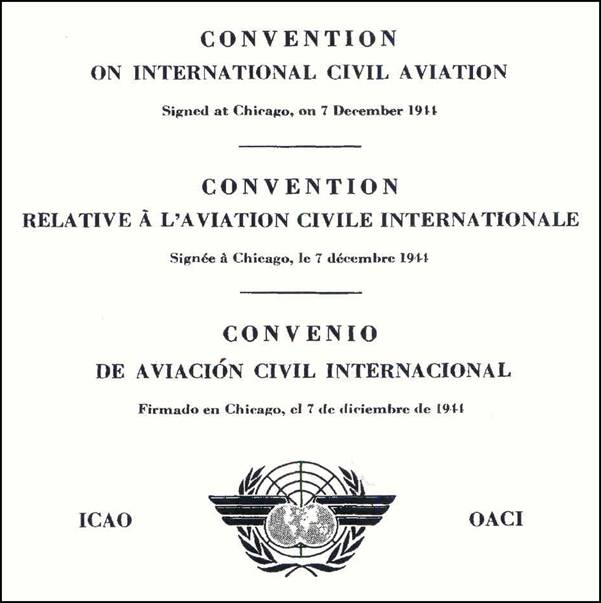 CONVENTION
ON INTERNATIONAL CIVIL AVIATION
Signed at Chicago, on 7 December 1944
CONVENTION
RELATIVE À L'AVIATION CIVILE INTERNATIONALE
Signée à Chicago, le 7 décembre 1944
CONVENIO
DE AVIACIÓN CIVIL INTERNACIONAL
Firmado en Chicago, el 7 de diciembre de 1944
ICAO
OACI